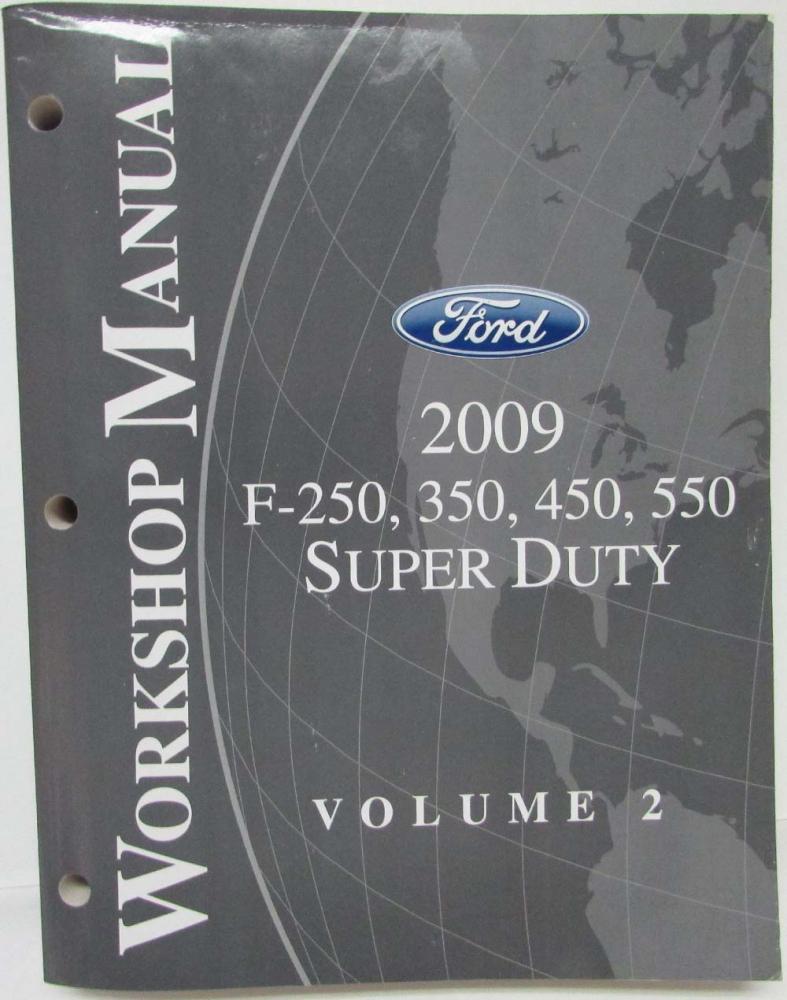 WORKSHOP MANUAL
Ford
2009
F-250, 350, 450, 550
SUPER DUTY
VOLUME 2